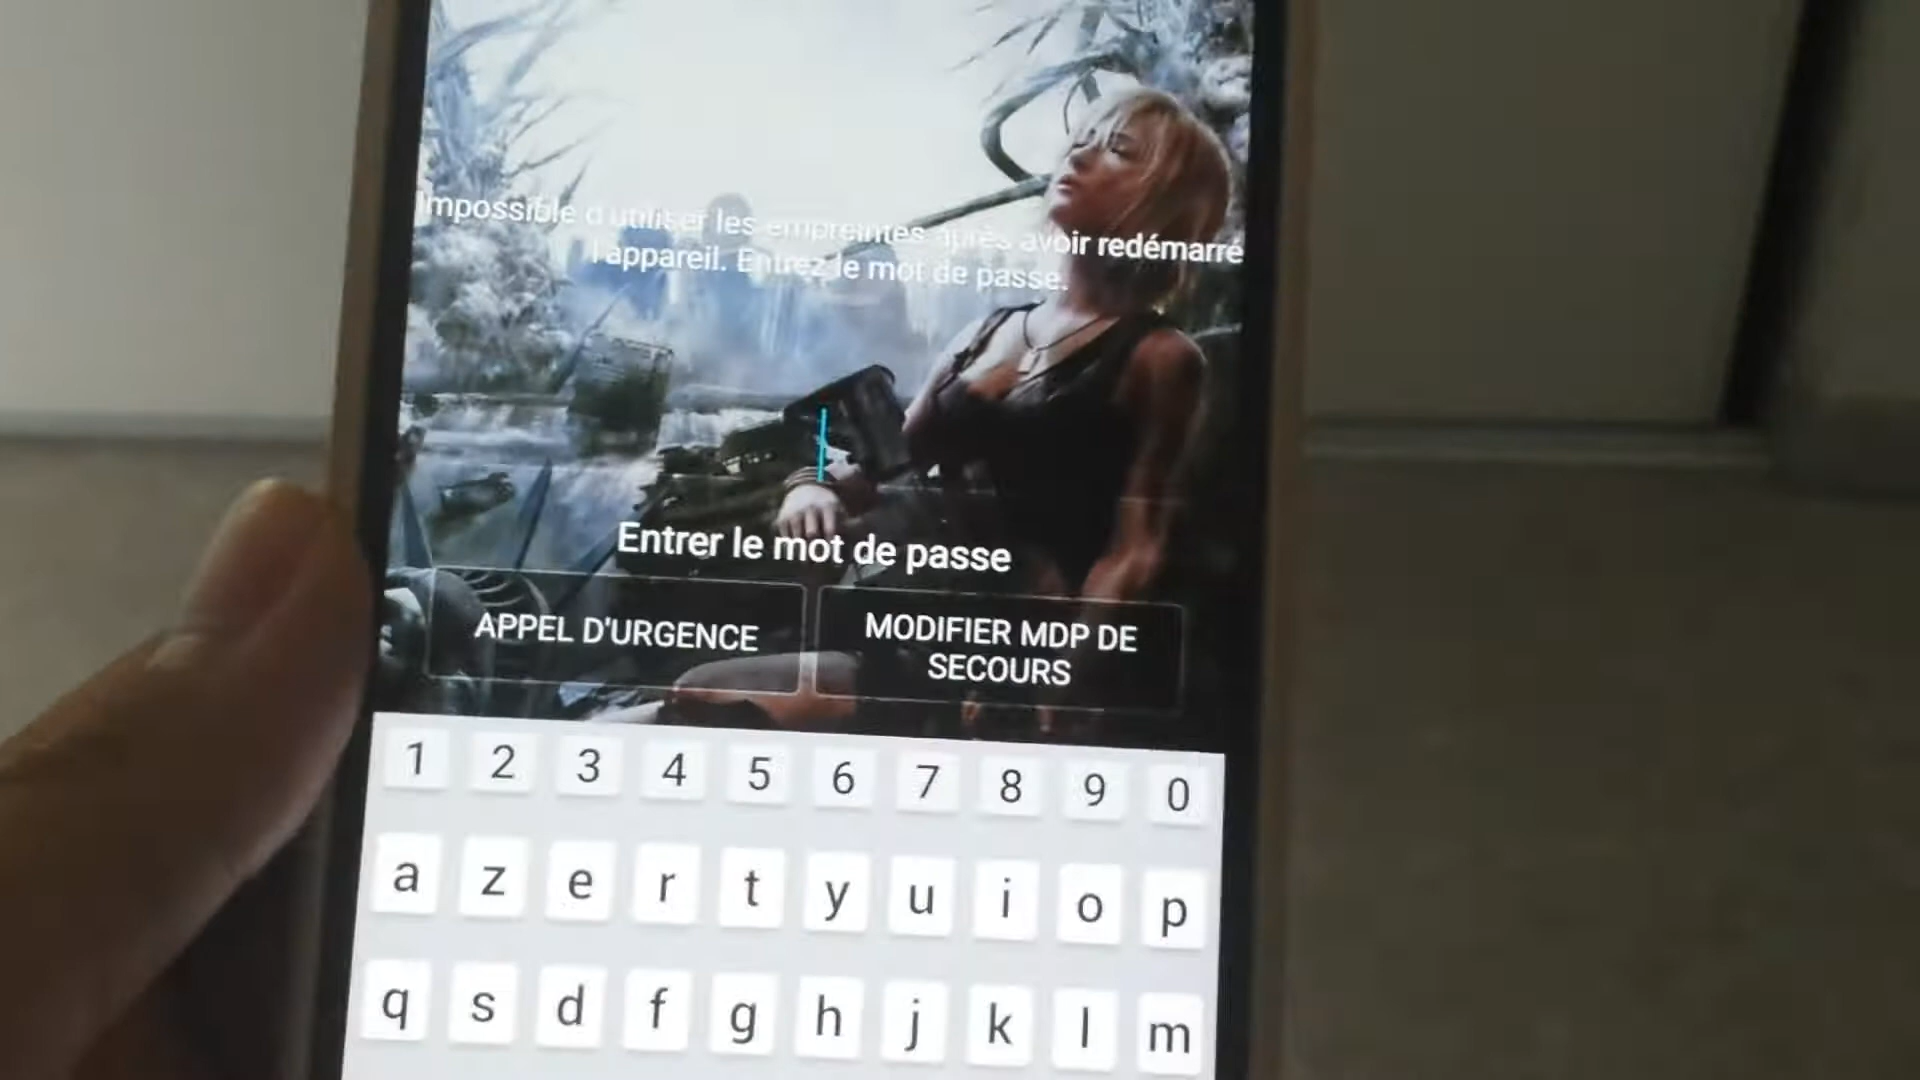 Impossible d'utiliser les empreintes après avoir redémarré
l'appareil. Entrez le mot de passe.
Entrer le mot de passe
APPEL D'URGENCE
MODIFIER MDP DE
SECOURS
1 2 3 4 5 6 7 8 9 0
a z e r t y u i o p
q s d f g h j k l m